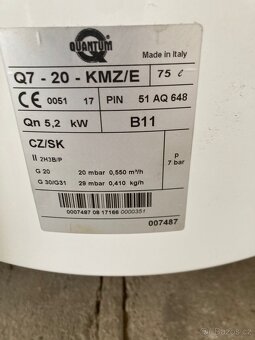 QUANTUM
Made in Italy
Q7 - 20 - KMZ/E 75 ℓ
CE 0051 17 PIN 51 AQ 648
Qn 5,2 kW B11
CZ/SK
II 2H3B/P
G 20 20 mbar 0,550 m³/h
G 30/G31 29 mbar 0,410 kg/h
p
7 bar
0007487 08 17166 0000351
007487